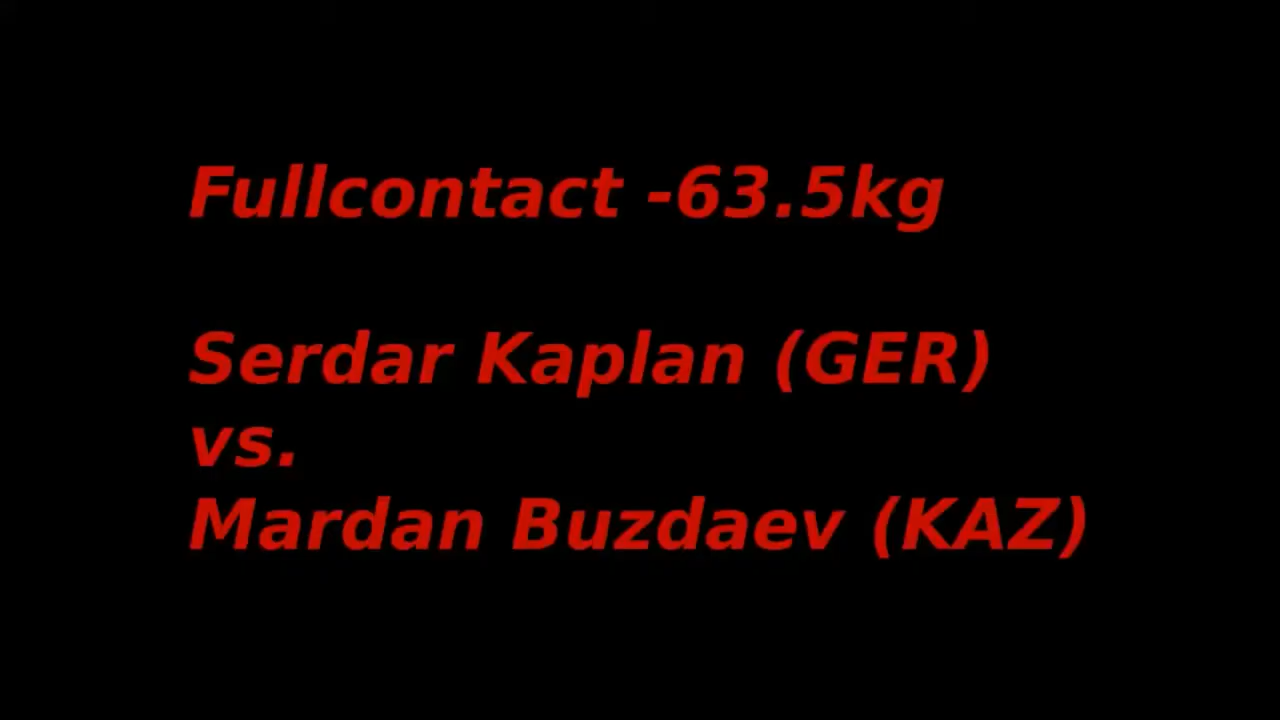 Fullcontact -63.5kg
Serdar Kaplan (GER)
vs.
Mardan Buzdaev (KAZ)